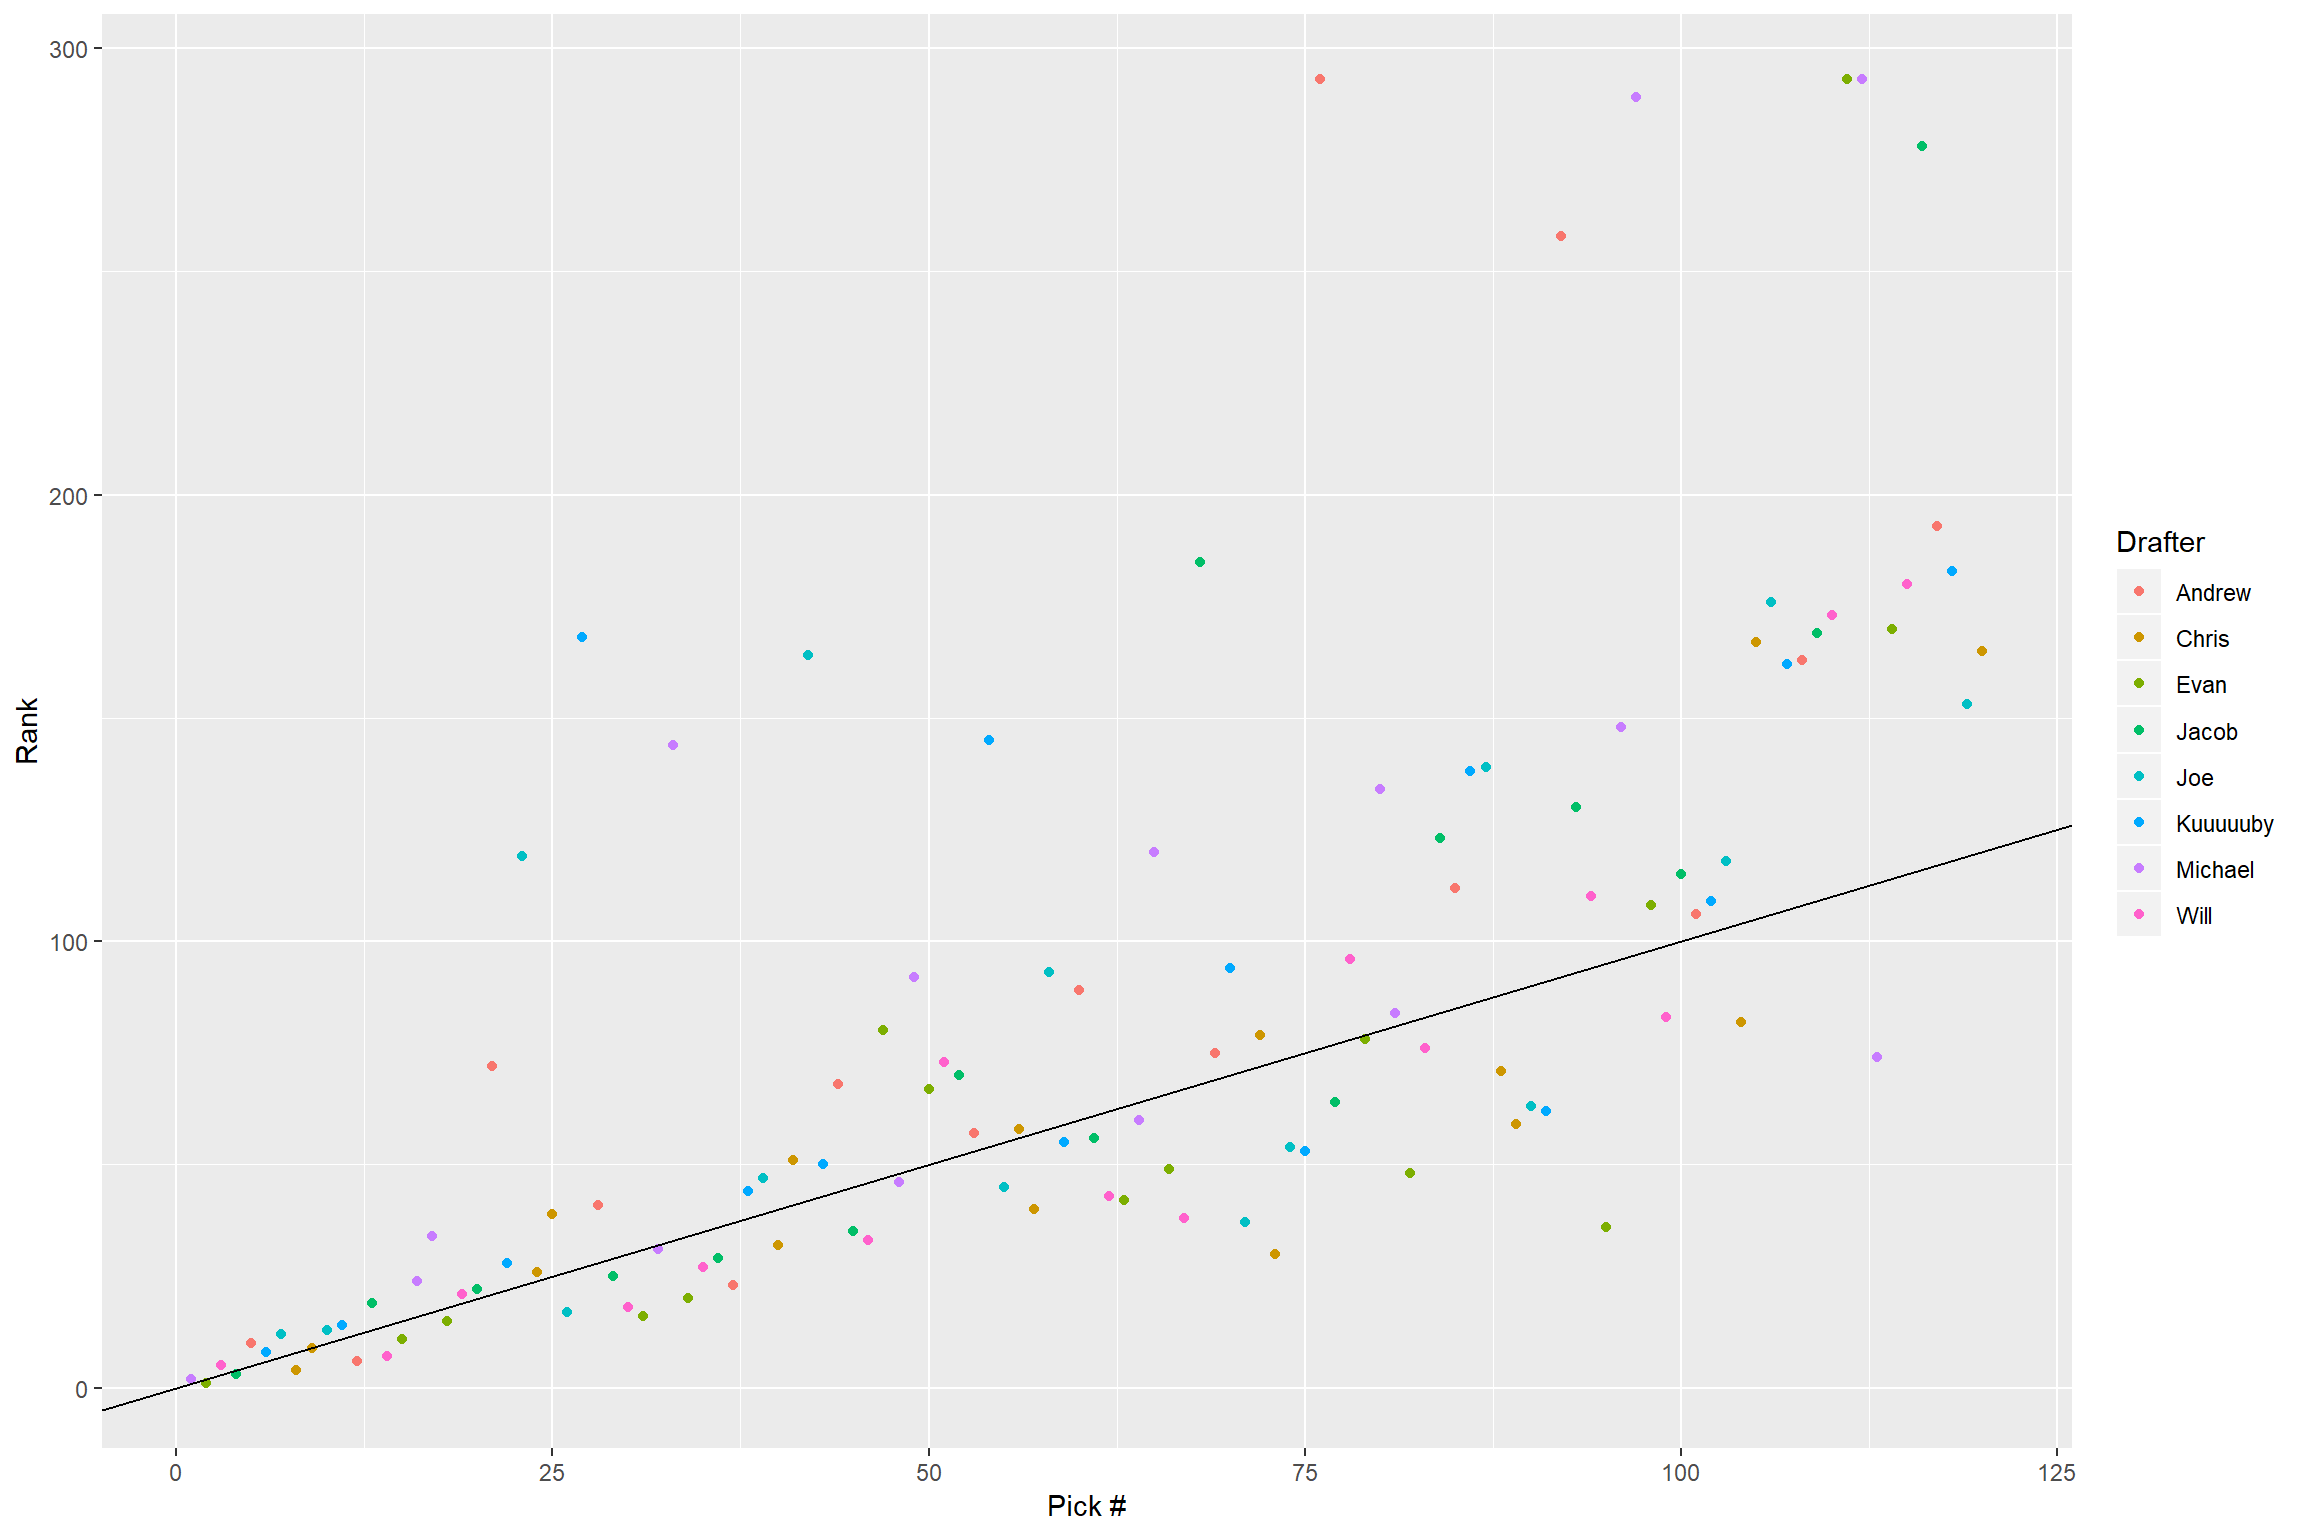 300
200
100
0
Rank
0 25 50 75 100 125
Pick #
Drafter
Andrew
Chris
Evan
Jacob
Joe
Kuuuuuby
Michael
Will